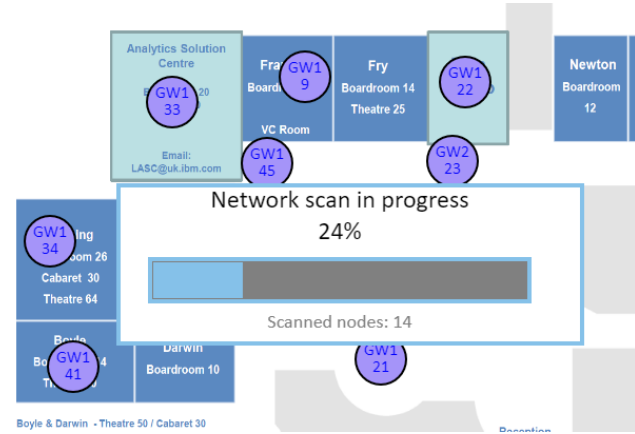 Analytics Solution
Centre
20
GW1
33
Email:
LASC@uk.ibm.com
GW1
9
VC Room
Fry
Boardroom 14
Theatre 25
GW1
22
Newton
Boardroom
12
GW1
45
GW2
23
Network scan in progress
24%
Scanned nodes: 14
GW1
34
26
Cabaret 30
Theatre 64
GW1
41
Darwin
Boardroom 10
GW1
21
Boyle & Darwin - Theatre 50 / Cabaret 30
Reception